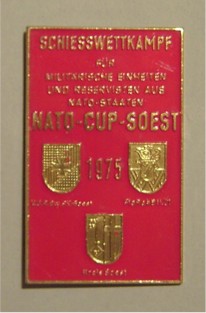 SCHIESSWETTKAMPF
FÜR
MILITÄRISCHE EINHEITEN
UND RESERVISTEN AUS
NATO-STAATEN
NATO-CUP-SOEST
1975
Kreis Soest